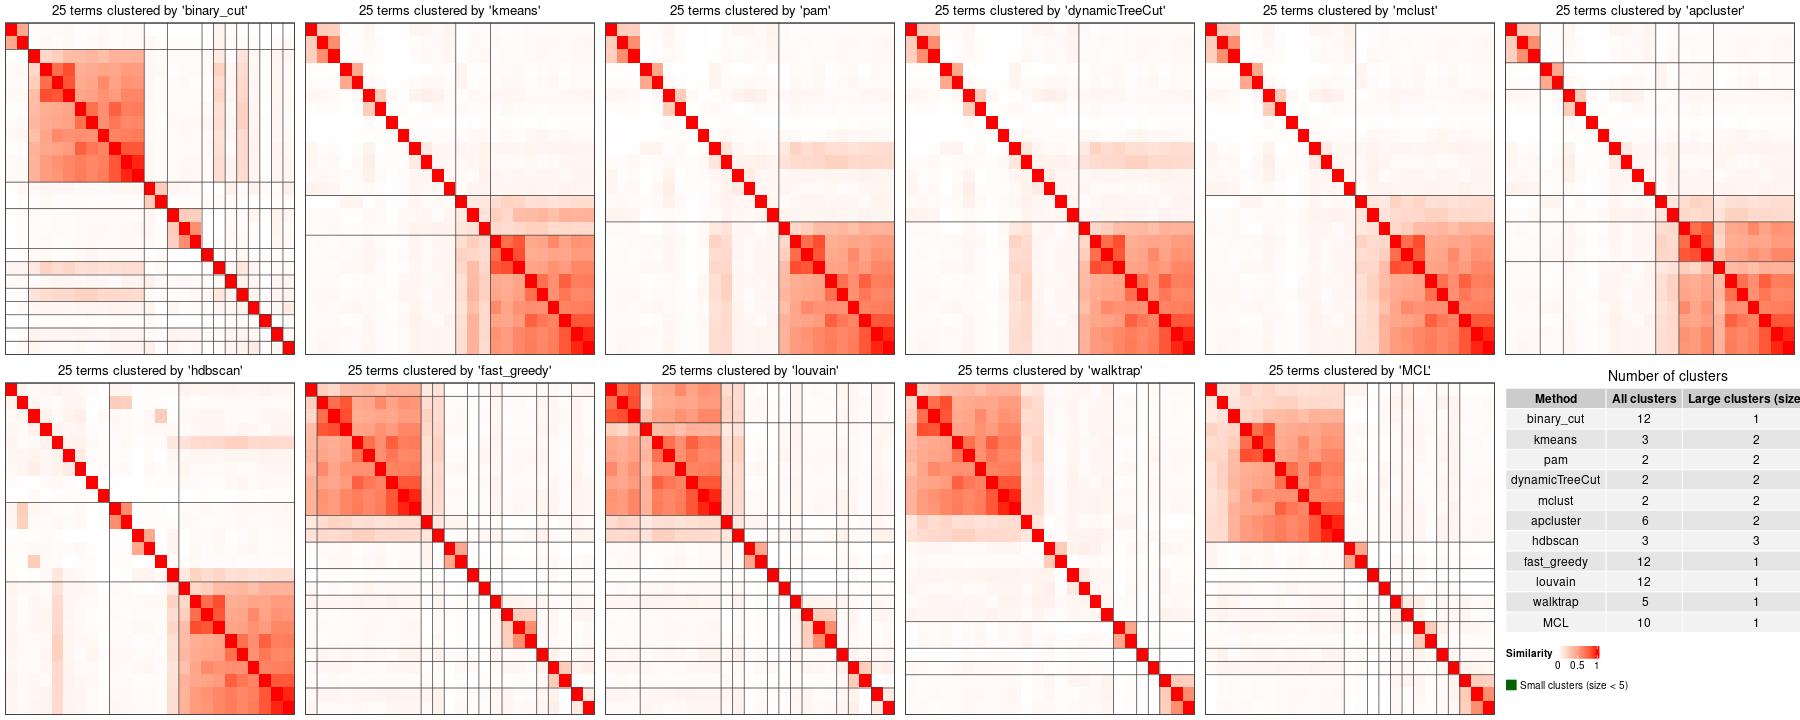 25 terms clustered by 'binary_cut'
25 terms clustered by 'kmeans'
25 terms clustered by 'pam'
25 terms clustered by 'dynamicTreeCut'
25 terms clustered by 'mclust'
25 terms clustered by 'apcluster'
25 terms clustered by 'hdbscan'
25 terms clustered by 'fast_greedy'
25 terms clustered by 'louvain'
25 terms clustered by 'walktrap'
25 terms clustered by 'MCL'
Number of clusters
Method All clusters Large clusters (size
binary_cut 12 1
kmeans 3 2
pam 2 2
dynamicTreeCut 2 2
mclust 2 2
apcluster 6 2
hdbscan 3 3
fast_greedy 12 1
louvain 12 1
walktrap 5 1
MCL 10 1
Similarity
0 0.5 1
Small clusters (size < 5)